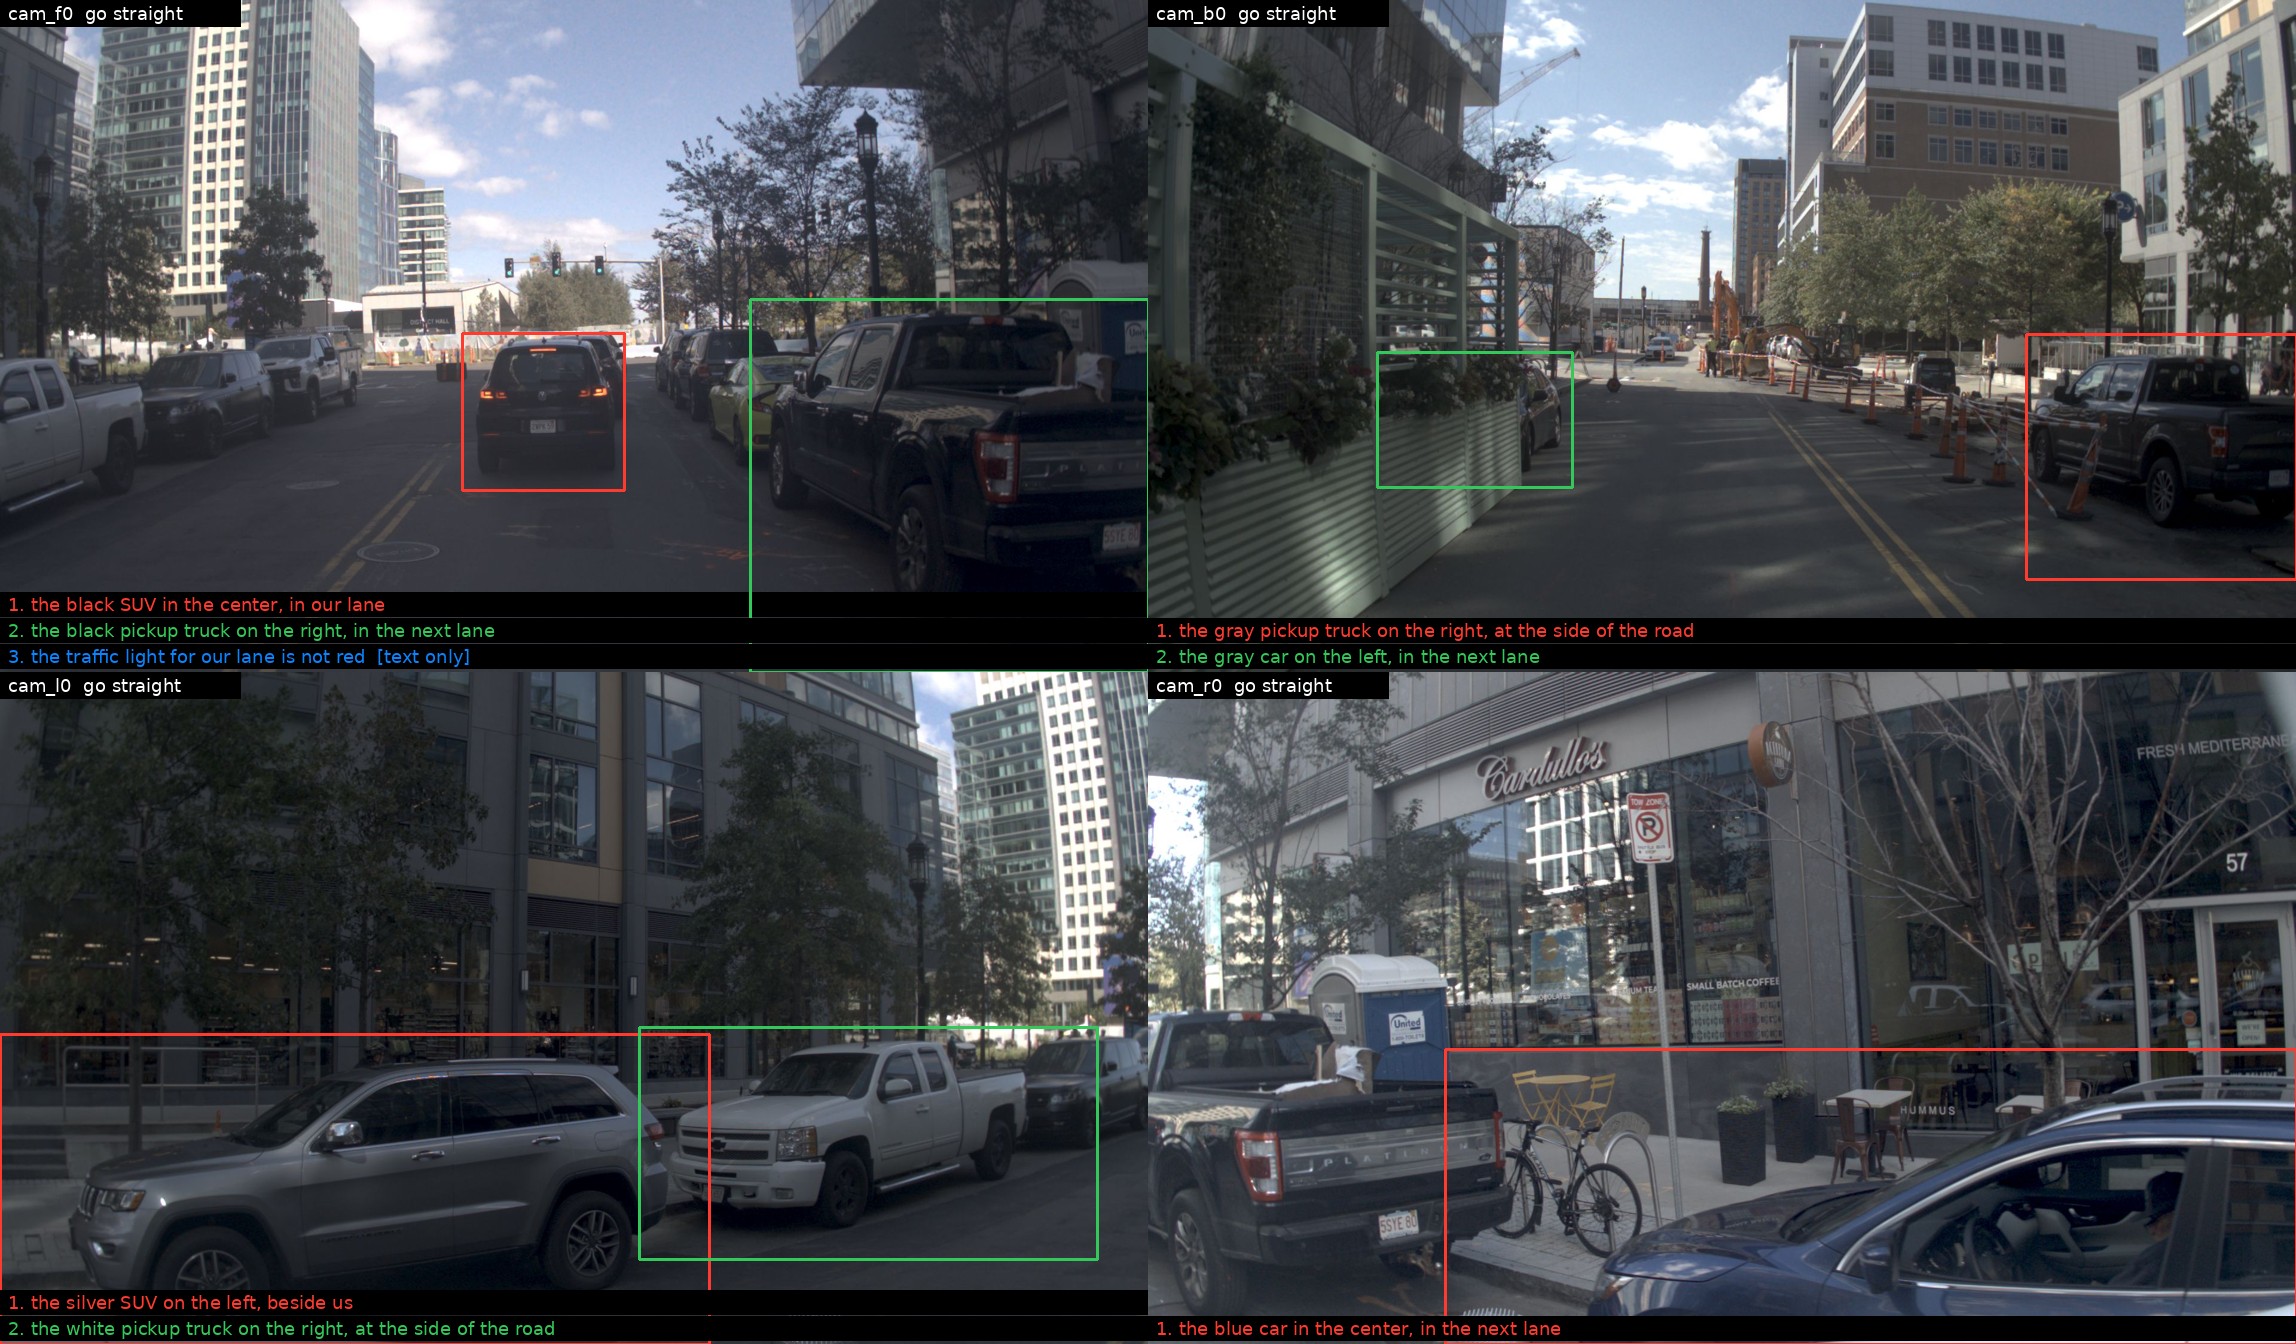 cam_f0 go straight
DISTRICT HALL
PLATI
5SYE 80
1. the black SUV in the center, in our lane
2. the black pickup truck on the right, in the next lane
3. the traffic light for our lane is not red [text only]
cam_b0 go straight
1. the gray pickup truck on the right, at the side of the road
2. the gray car on the left, in the next lane
cam_l0 go straight
1. the silver SUV on the left, beside us
2. the white pickup truck on the right, at the side of the road
cam_r0 go straight
Cardullo's
FRESH MEDITERRANE
TOW ZONE
P
57
SMALL BATCH COFFEE
United
HUMMUS
PLATINUM
5SYE 80
1. the blue car in the center, in the next lane